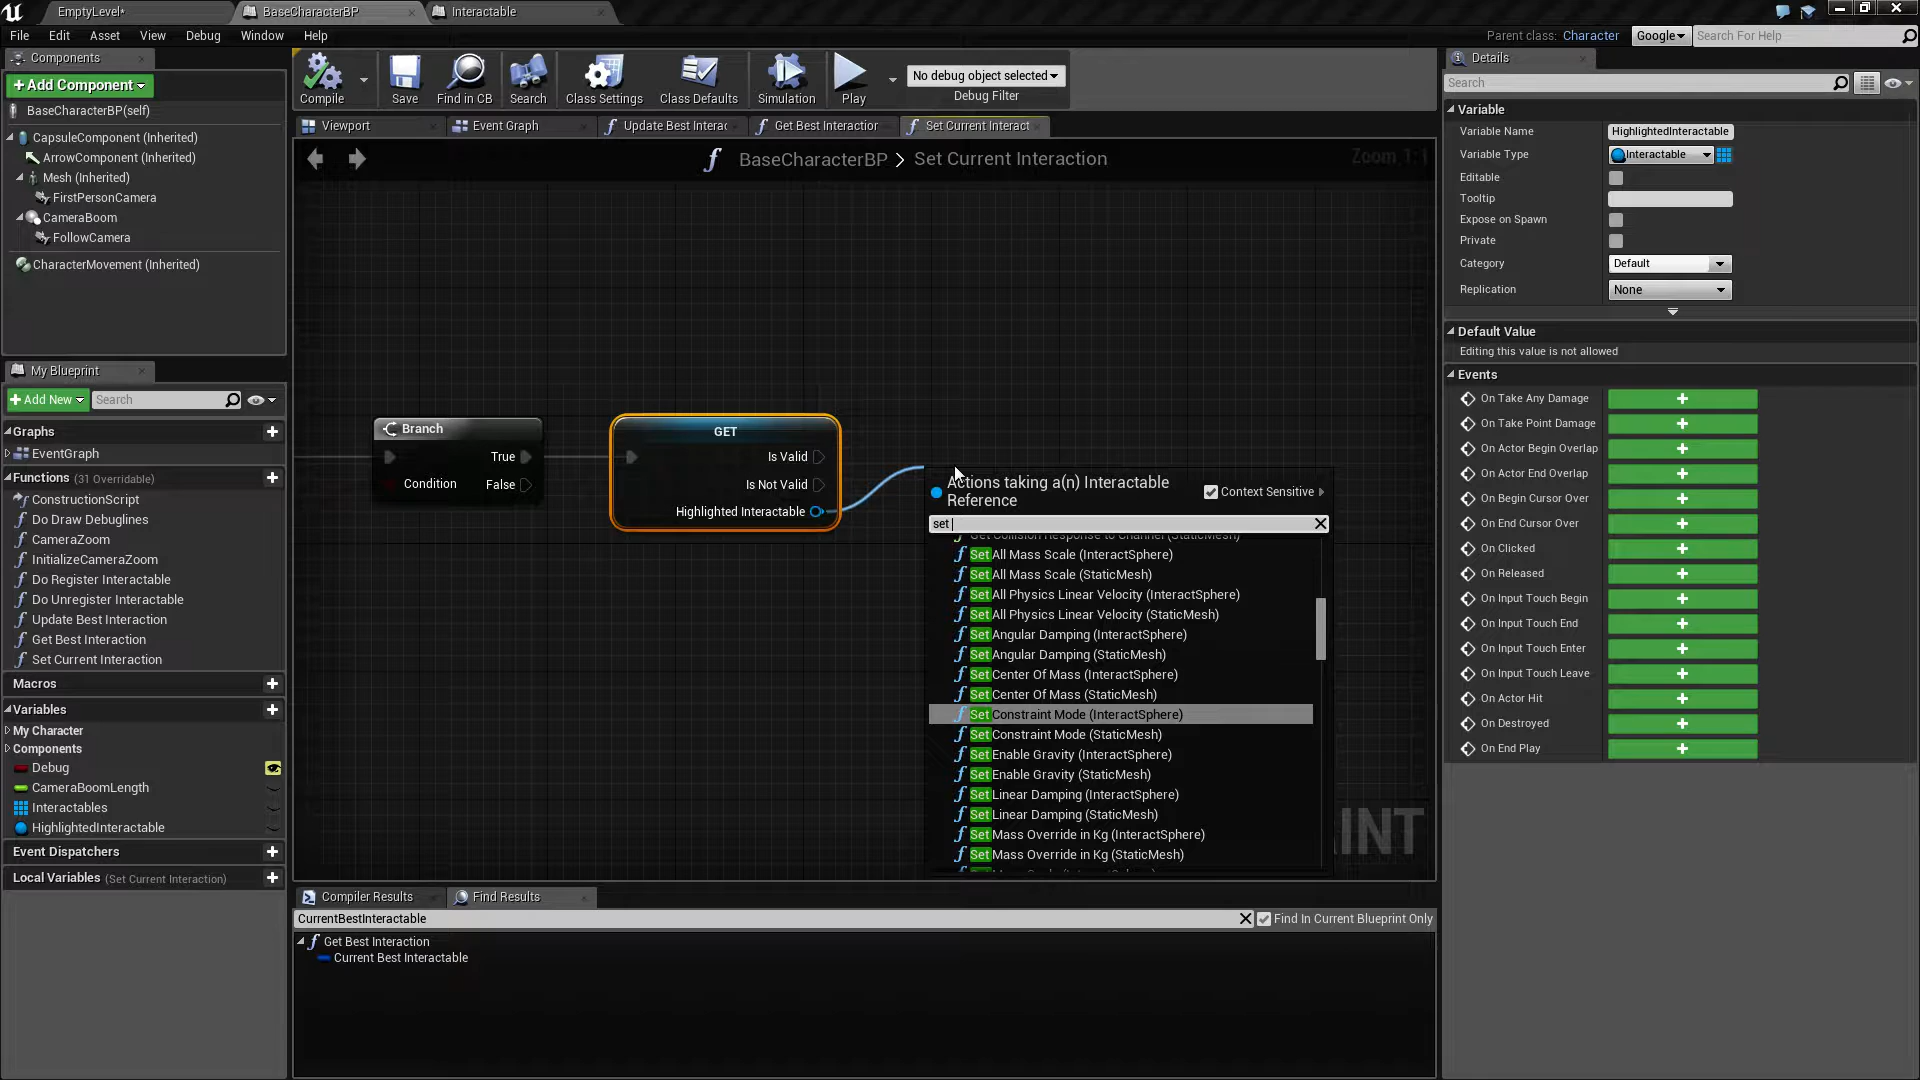 EmptyLevel*
BaseCharacterBP
Interactable
File Edit Asset View Debug Window Help
Parent class: Character
Google
Search For Help
Components
+Add Component
BaseCharacterBP(self)
CapsuleComponent (Inherited)
ArrowComponent (Inherited)
Mesh (Inherited)
FirstPersonCamera
CameraBoom
FollowCamera
CharacterMovement (Inherited)
My Blueprint
+Add New
Search
Graphs
EventGraph
Functions (31 Overridable)
ConstructionScript
Do Draw Debuglines
CameraZoom
InitializeCameraZoom
Do Register Interactable
Do Unregister Interactable
Update Best Interaction
Get Best Interaction
Set Current Interaction
Macros
Variables
My Character
Components
Debug
CameraBoomLength
Interactables
HighlightedInteractable
Event Dispatchers
Local Variables (Set Current Interaction)
Compile
Save
Find in CB
Search
Class Settings
Class Defaults
Simulation
Play
No debug object selected
Debug Filter
Viewport
Event Graph
Update Best Interac
Get Best Interaction
Set Current Interact
BaseCharacterBP > Set Current Interaction
Zoom 1:1
Branch
True
Condition
False
GET
Is Valid
Is Not Valid
Highlighted Interactable
Actions taking a(n) Interactable
Reference
Context Sensitive
set
Get Collision Response to Channel (StaticMesh)
Set All Mass Scale (InteractSphere)
Set All Mass Scale (StaticMesh)
Set All Physics Linear Velocity (InteractSphere)
Set All Physics Linear Velocity (StaticMesh)
Set Angular Damping (InteractSphere)
Set Angular Damping (StaticMesh)
Set Center Of Mass (InteractSphere)
Set Center Of Mass (StaticMesh)
Set Constraint Mode (InteractSphere)
Set Constraint Mode (StaticMesh)
Set Enable Gravity (InteractSphere)
Set Enable Gravity (StaticMesh)
Set Linear Damping (InteractSphere)
Set Linear Damping (StaticMesh)
Set Mass Override in Kg (InteractSphere)
Set Mass Override in Kg (StaticMesh)
INT
Compiler Results
Find Results
CurrentBestInteractable
Find In Current Blueprint Only
Get Best Interaction
Current Best Interactable
Details
Search
Variable
Variable Name HighlightedInteractable
Variable Type Interactable
Editable
Tooltip
Expose on Spawn
Private
Category Default
Replication None
Default Value
Editing this value is not allowed
Events
On Take Any Damage
On Take Point Damage
On Actor Begin Overlap
On Actor End Overlap
On Begin Cursor Over
On End Cursor Over
On Clicked
On Released
On Input Touch Begin
On Input Touch End
On Input Touch Enter
On Input Touch Leave
On Actor Hit
On Destroyed
On End Play